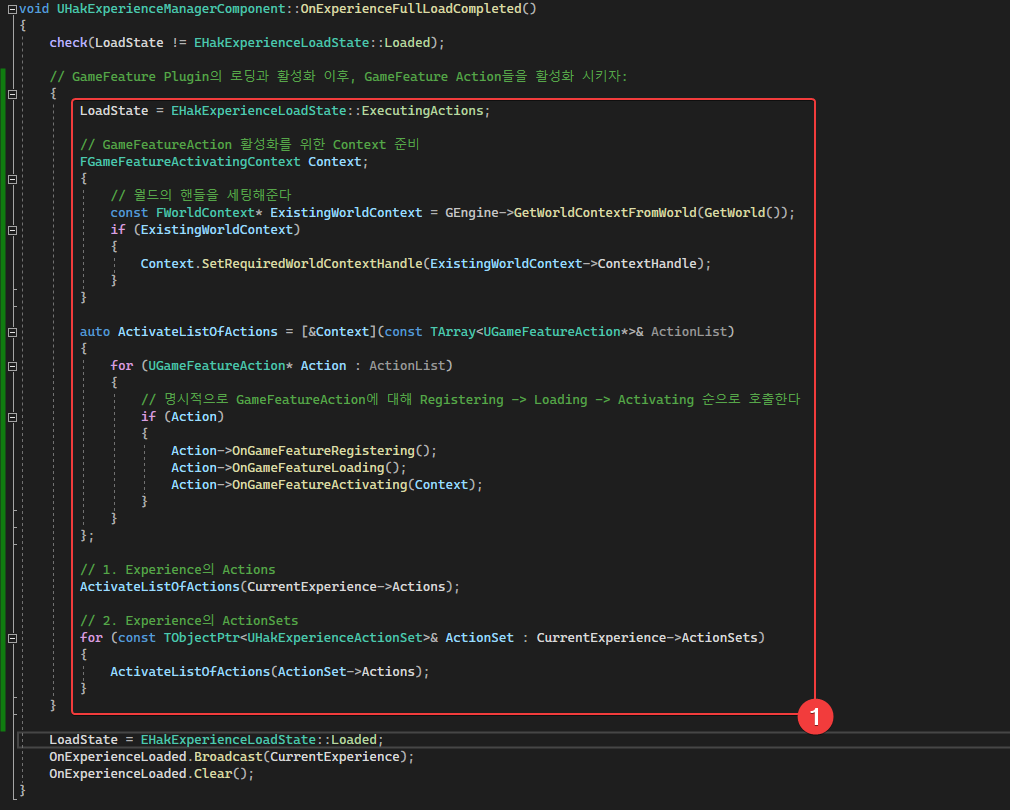 void UHakExperienceManagerComponent::OnExperienceFullLoadCompleted()
{
check(LoadState != EHakExperienceLoadState::Loaded);
// GameFeature Plugin의 로딩과 활성화 이후, GameFeature Action들을 활성화 시키자:
{
LoadState = EHakExperienceLoadState::ExecutingActions;
// GameFeatureAction 활성화를 위한 Context 준비
FGameFeatureActivatingContext Context;
{
// 월드의 핸들을 세팅해준다
const FWorldContext* ExistingWorldContext = GEngine->GetWorldContextFromWorld(GetWorld());
if (ExistingWorldContext)
{
Context.SetRequiredWorldContextHandle(ExistingWorldContext->ContextHandle);
}
}
auto ActivateListOfActions = [&Context](const TArray<UGameFeatureAction*>& ActionList)
{
for (UGameFeatureAction* Action : ActionList)
{
// 명시적으로 GameFeatureAction에 대해 Registering -> Loading -> Activating 순으로 호출한다
if (Action)
{
Action->OnGameFeatureRegistering();
Action->OnGameFeatureLoading();
Action->OnGameFeatureActivating(Context);
}
}
};
// 1. Experience의 Actions
ActivateListOfActions(CurrentExperience->Actions);
// 2. Experience의 ActionSets
for (const TObjectPtr<UHakExperienceActionSet>& ActionSet : CurrentExperience->ActionSets)
{
ActivateListOfActions(ActionSet->Actions);
}
}
1
LoadState = EHakExperienceLoadState::Loaded;
OnExperienceLoaded.Broadcast(CurrentExperience);
OnExperienceLoaded.Clear();
}